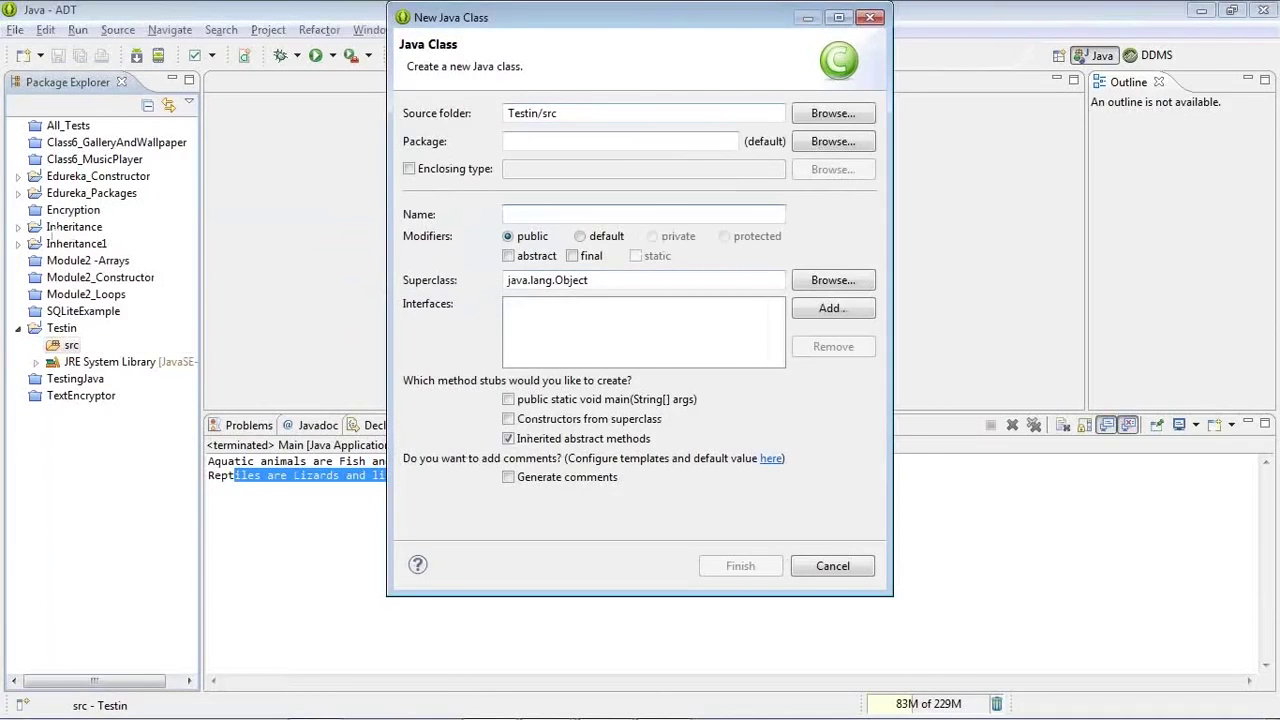 Java - ADT
File Edit Run Source Navigate Search Project Refactor Window
Java DDMS
Package Explorer
All_Tests
Class6_GalleryAndWallpaper
Class6_MusicPlayer
Edureka_Constructor
Edureka_Packages
Encryption
Inheritance
Inheritance1
Module2 -Arrays
Module2_Constructor
Module2_Loops
SQLiteExample
Testin
src
JRE System Library [JavaSE-
TestingJava
TextEncryptor
New Java Class
Java Class
Create a new Java class.
Source folder: Testin/src Browse...
Package: (default) Browse...
Enclosing type: Browse...
Name:
Modifiers: public default private protected
abstract final static
Superclass: java.lang.Object Browse...
Interfaces: Add...
Remove
Which method stubs would you like to create?
public static void main(String[] args)
Constructors from superclass
Inherited abstract methods
Do you want to add comments? (Configure templates and default value here)
Generate comments
Finish Cancel
Outline
An outline is not available.
Problems @ Javadoc Decl
<terminated> Main [Java Application
Aquatic animals are Fish an
Reptiles are Lizards and li
src - Testin
83M of 229M